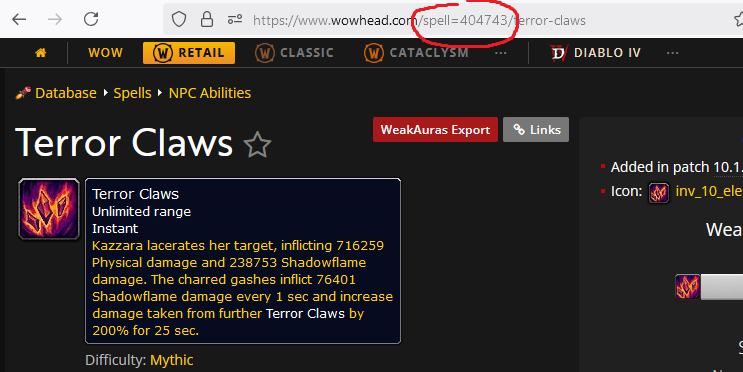 https://www.wowhead.com/spell=404743/terror-claws
WOW RETAIL CLASSIC CATACLYSM ··· DIABLO IV ···
Database Spells NPC Abilities
Terror Claws
WeakAuras Export Links
Added in patch 10.1.
Icon: inv_10_ele
Terror Claws
Unlimited range
Instant
Kazzara lacerates her target, inflicting 716259
Physical damage and 238753 Shadowflame
damage. The charred gashes inflict 76401
Shadowflame damage every 1 sec and increase
damage taken from further Terror Claws by
200% for 25 sec.
Difficulty: Mythic
Wea